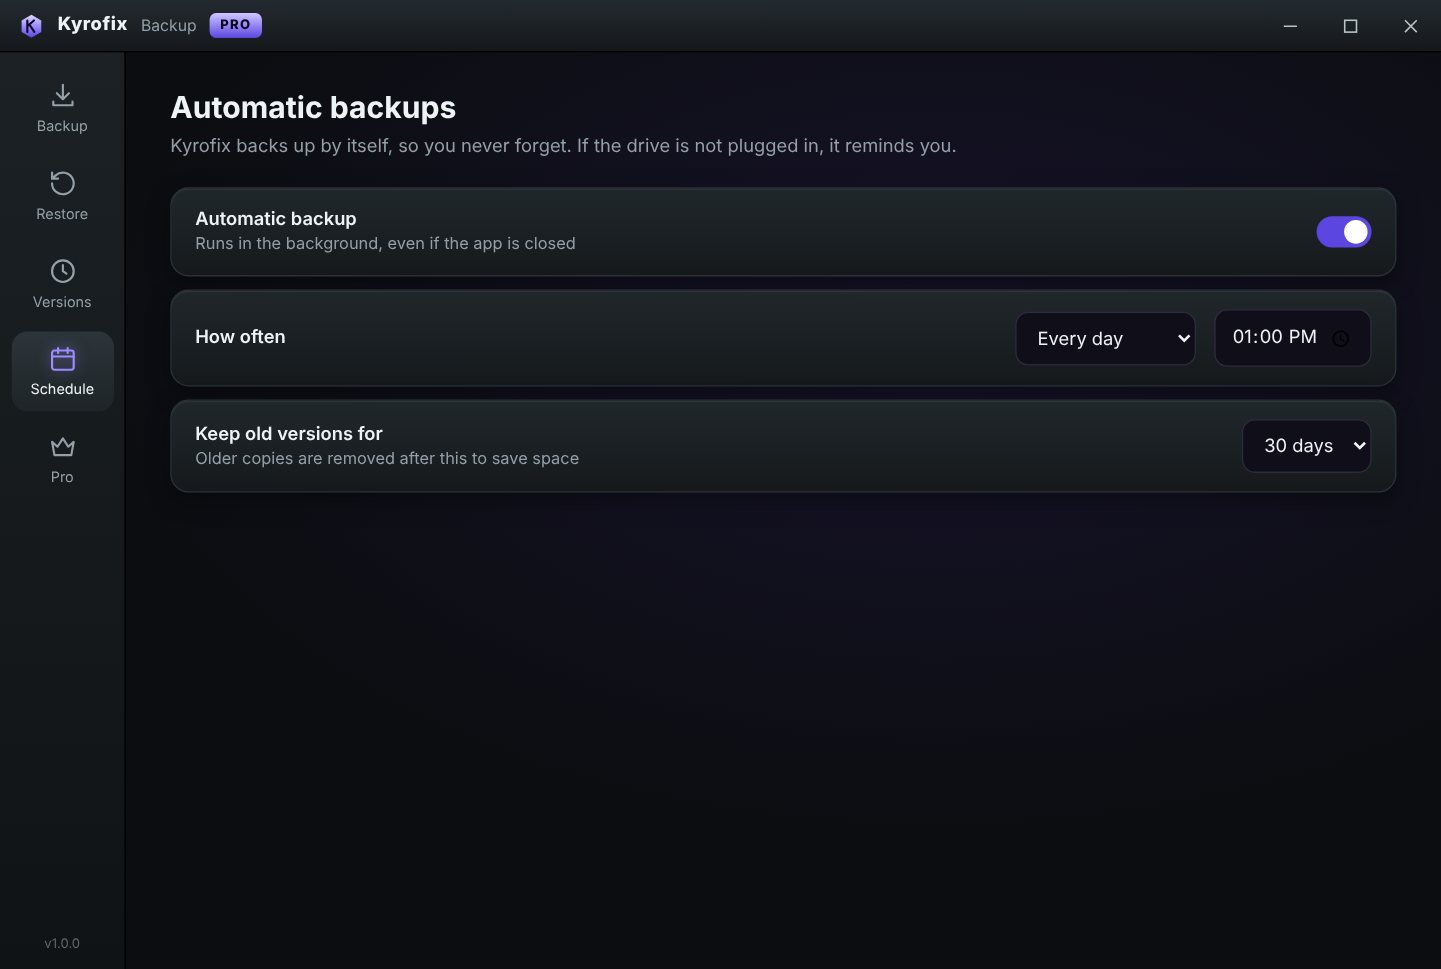 Kyrofix Backup PRO
Backup
Restore
Versions
Schedule
Pro
v1.0.0
Automatic backups
Kyrofix backs up by itself, so you never forget. If the drive is not plugged in, it reminds you.
Automatic backup
Runs in the background, even if the app is closed
How often
Every day
01:00 PM
Keep old versions for
Older copies are removed after this to save space
30 days